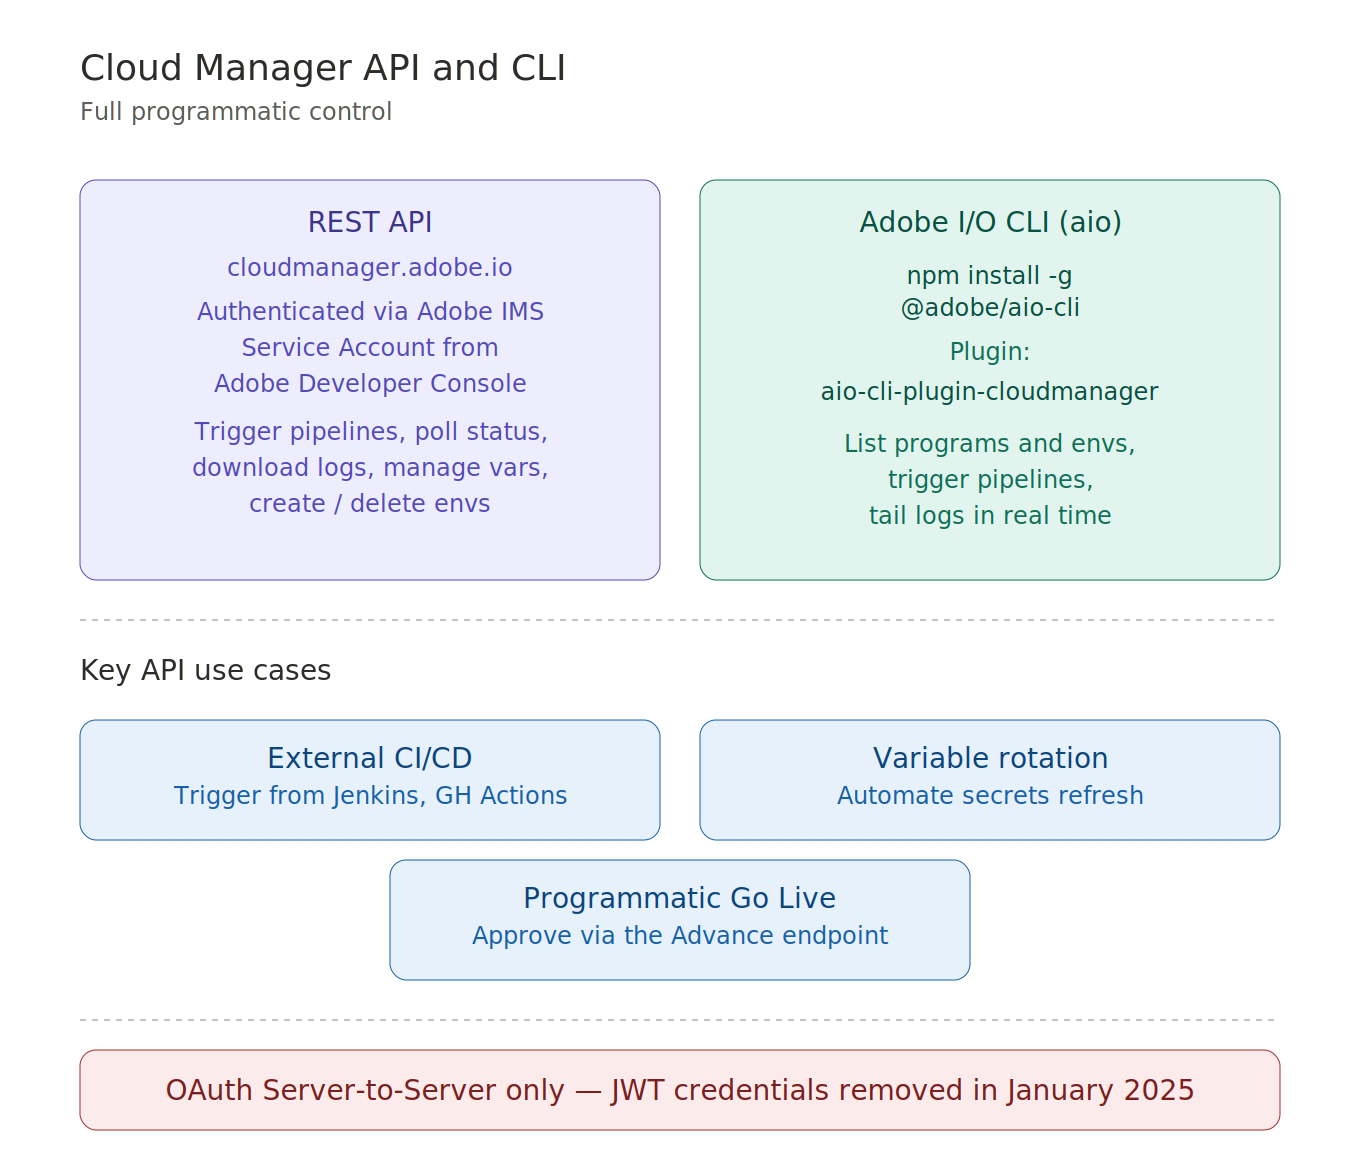 Cloud Manager API and CLI
Full programmatic control
REST API
cloudmanager.adobe.io
Authenticated via Adobe IMS
Service Account from
Adobe Developer Console
Trigger pipelines, poll status,
download logs, manage vars,
create / delete envs
Adobe I/O CLI (aio)
npm install -g
@adobe/aio-cli
Plugin:
aio-cli-plugin-cloudmanager
List programs and envs,
trigger pipelines,
tail logs in real time
Key API use cases
External CI/CD
Trigger from Jenkins, GH Actions
Variable rotation
Automate secrets refresh
Programmatic Go Live
Approve via the Advance endpoint
OAuth Server-to-Server only — JWT credentials removed in January 2025